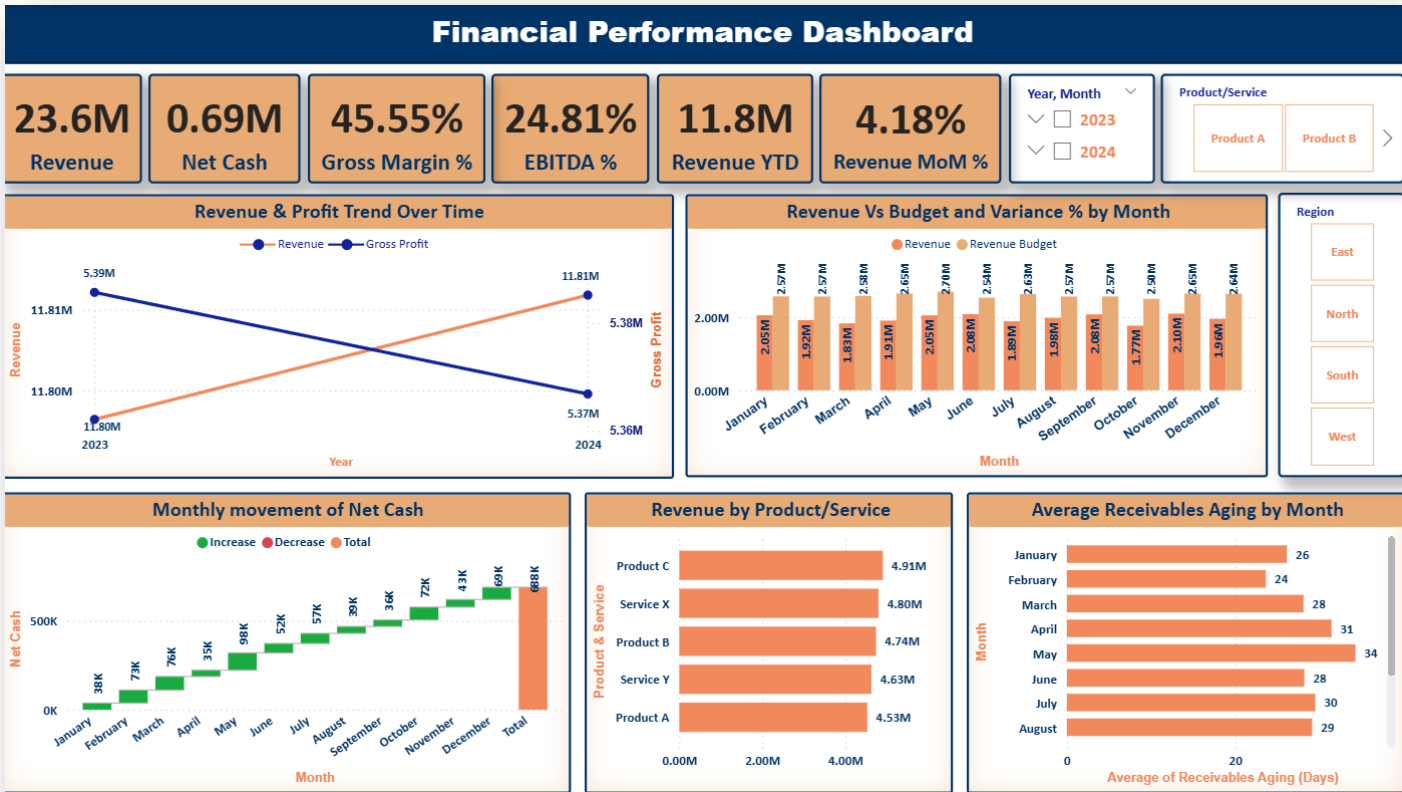 Financial Performance Dashboard
23.6M
Revenue
0.69M
Net Cash
45.55%
Gross Margin %
24.81%
EBITDA %
11.8M
Revenue YTD
4.18%
Revenue MoM %
Year, Month
2023
2024
Product/Service
Product A
Product B
Revenue & Profit Trend Over Time
Revenue Gross Profit
5.39M
11.81M
11.81M
5.38M
11.80M
11.80M
5.37M
5.36M
2023
2024
Revenue
Gross Profit
Year
Revenue Vs Budget and Variance % by Month
Revenue Revenue Budget
2.57M 2.57M 2.58M 2.65M 2.70M 2.54M 2.63M 2.57M 2.57M 2.50M 2.65M 2.64M
2.00M
2.05M 1.92M 1.83M 1.91M 2.05M 2.08M 1.89M 1.98M 2.08M 1.77M 2.10M 1.96M
0.00M
January February March April May June July August September October November December
Month
Region
East
North
South
West
Monthly movement of Net Cash
Increase Decrease Total
38K 73K 76K 35K 98K 52K 57K 39K 36K 72K 43K 69K 688K
500K
0K
Net Cash
January February March April May June July August September October November December Total
Month
Revenue by Product/Service
Product & Service
Product C 4.91M
Service X 4.80M
Product B 4.74M
Service Y 4.63M
Product A 4.53M
0.00M 2.00M 4.00M
Average Receivables Aging by Month
Month
January 26
February 24
March 28
April 31
May 34
June 28
July 30
August 29
0 20
Average of Receivables Aging (Days)